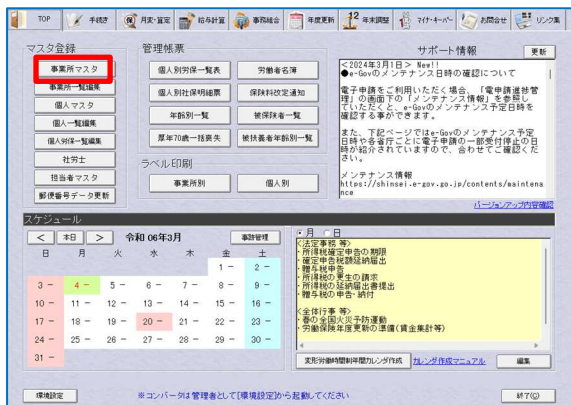 TOP
手続き
月変・算定
給与計算
事務組合
年度更新
12 年末調整
マイナンバー
お問合せ
リンク集
マスタ登録
事業所マスタ
事業所一覧編集
個人マスタ
個人一覧編集
個人労保一覧編集
社労士
担当者マスタ
郵便番号データ更新
管理帳票
個人別労保一覧表
労働者名簿
個人別社保明細票
保険料改定通知
年齢別一覧
被保険者一覧
厚年70歳一括喪失
被扶養者年齢別一覧
ラベル印刷
事業所別
個人別
サポート情報
更新
<2024年3月1日> New!!
●e-Govのメンテナンス日時の確認について
電子申請をご利用いただく場合、「電子申請進捗管
理」の画面下の「メンテナンス情報」を参照し
ていただくと、e-Govのメンテナンス予定日時を
確認する事ができます。
また、下記ページではe-Govのメンテナンス予定
日時や各省庁ごとに電子申請の一部受付停止の日
時が紹介されていますので、合わせてご確認くだ
さい。
メンテナンス情報
https://shinsei.e-gov.go.jp/contents/maintena
nce
バージョンアップ内容確認
スケジュール
< 本日 > 令和 06年3月 事跡管理
日 月 火 水 木 金 土
1 − 2 −
3 − 4 − 5 − 6 − 7 − 8 − 9 −
10 − 11 − 12 − 13 − 14 − 15 − 16 −
17 − 18 − 19 − 20 − 21 − 22 − 23 −
24 − 25 − 26 − 27 − 28 − 29 − 30 −
31 −
月 日
<法定事務 等>
・所得税確定申告の期限
・確定申告税額延納届出
・贈与税申告
・所得税の更生の請求
・所得税の延納届出書提出
・贈与税の申告・納付
<全体行事 等>
・春の全国火災予防運動
・労働保険年度更新の準備(賃金集計等)
変形労働時間制年間カレンダ作成
カレンダ作成マニュアル
編集
環境設定
※コンバータは管理者として[環境設定]から起動してください
終了(C)